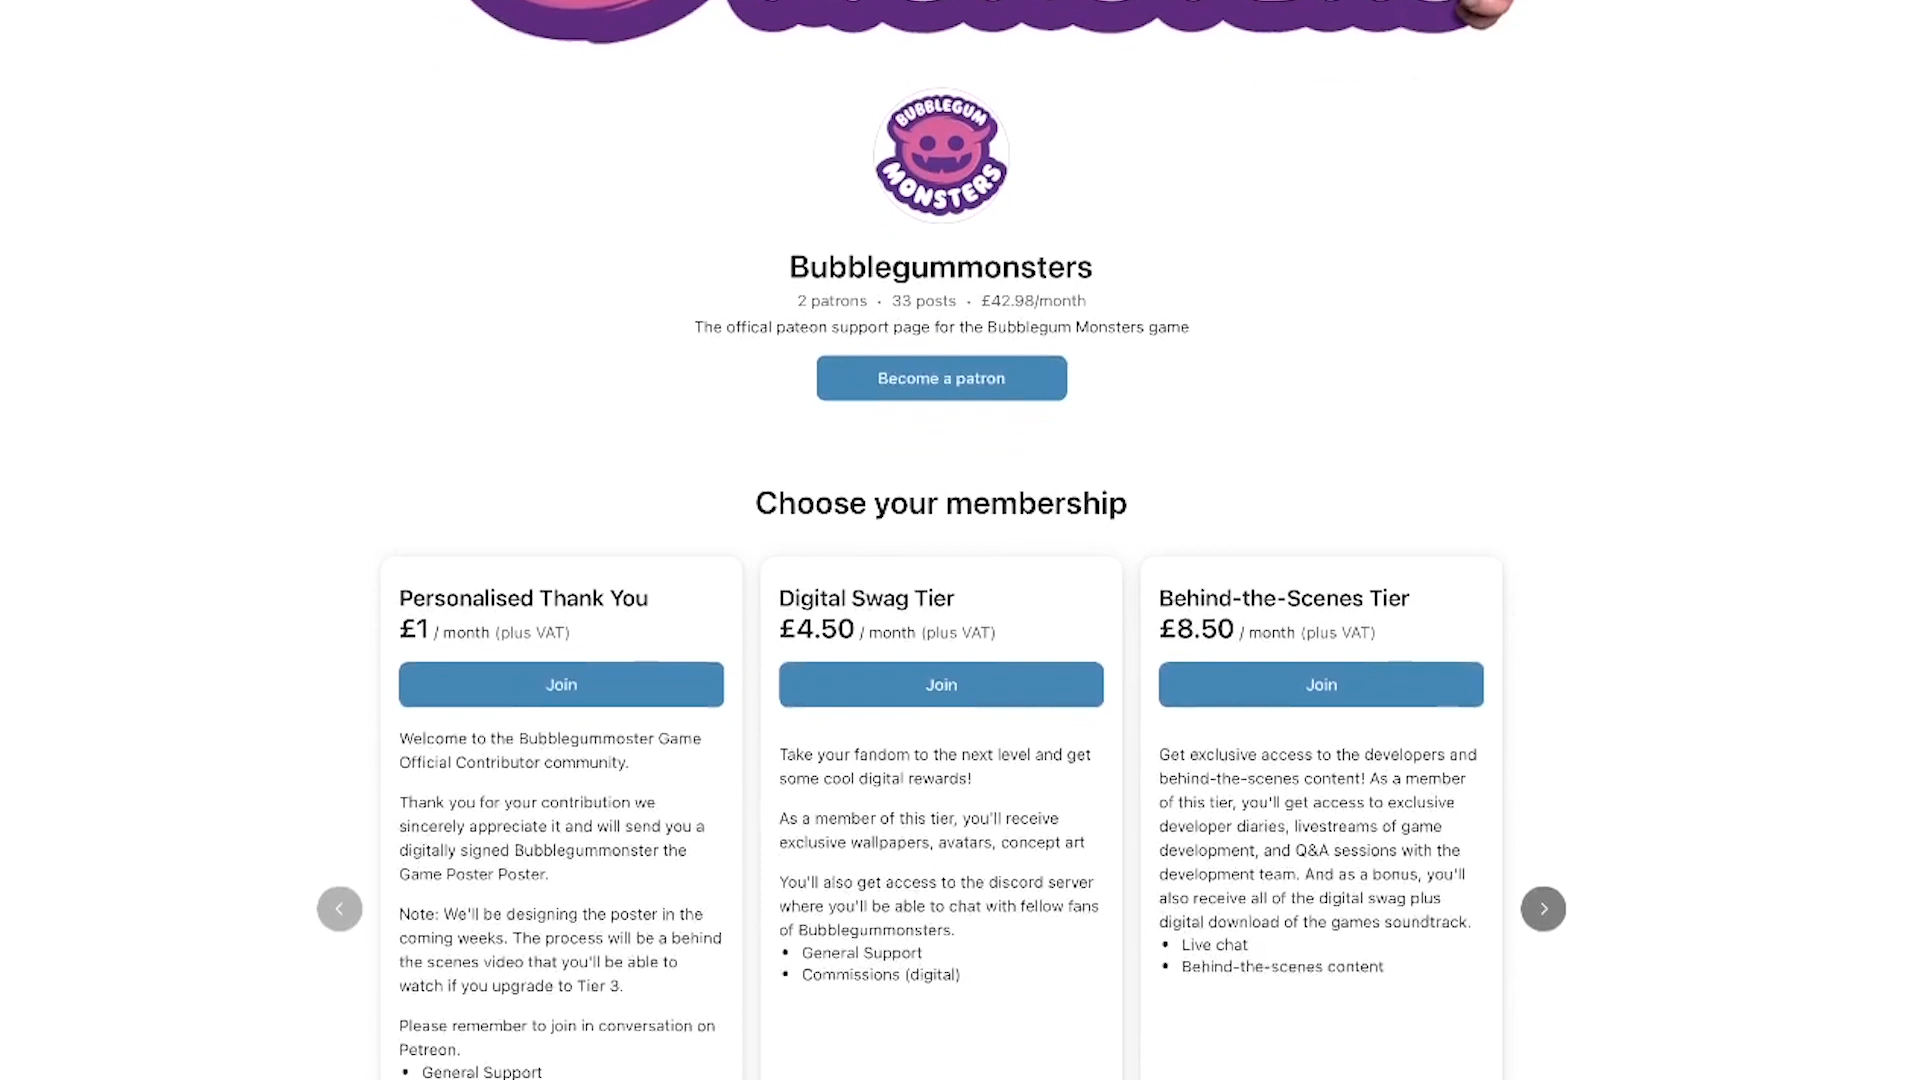 BUBBLEGUM
MONSTERS
Bubblegummonsters
2 patrons · 33 posts · £42.98/month
The offical pateon support page for the Bubblegum Monsters game
Become a patron
Choose your membership
Personalised Thank You
£1 / month (plus VAT)
Join
Welcome to the Bubblegummoster Game
Official Contributor community.
Thank you for your contribution we
sincerely appreciate it and will send you a
digitally signed Bubblegummonster the
Game Poster Poster.
Note: We'll be designing the poster in the
coming weeks. The process will be a behind
the scenes video that you'll be able to
watch if you upgrade to Tier 3.
Please remember to join in conversation on
Petreon.
• General Support
Digital Swag Tier
£4.50 / month (plus VAT)
Join
Take your fandom to the next level and get
some cool digital rewards!
As a member of this tier, you'll receive
exclusive wallpapers, avatars, concept art
You'll also get access to the discord server
where you'll be able to chat with fellow fans
of Bubblegummonsters.
• General Support
• Commissions (digital)
Behind-the-Scenes Tier
£8.50 / month (plus VAT)
Join
Get exclusive access to the developers and
behind-the-scenes content! As a member
of this tier, you'll get access to exclusive
developer diaries, livestreams of game
development, and Q&A sessions with the
development team. And as a bonus, you'll
also receive all of the digital swag plus
digital download of the games soundtrack.
• Live chat
• Behind-the-scenes content